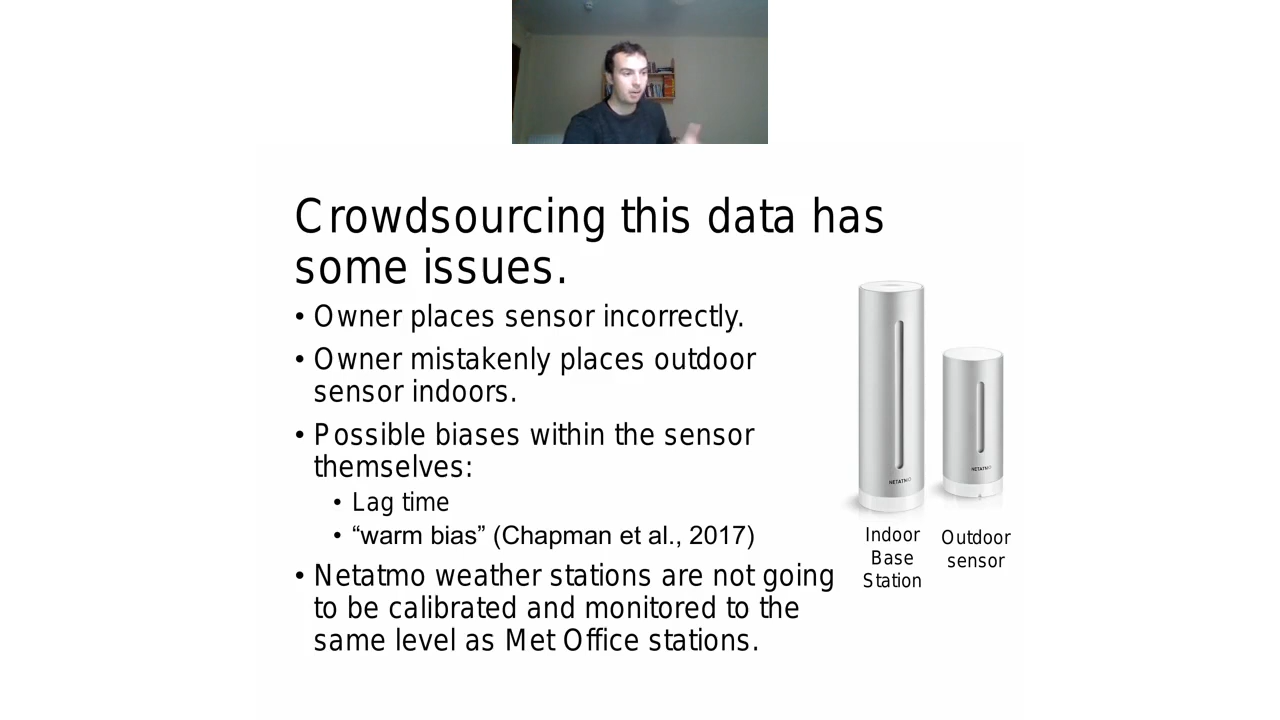 Crowdsourcing this data has
some issues.
• Owner places sensor incorrectly.
• Owner mistakenly places outdoor
sensor indoors.
• Possible biases within the sensor
themselves:
• Lag time
• “warm bias” (Chapman et al., 2017)
• Netatmo weather stations are not going
to be calibrated and monitored to the
same level as Met Office stations.
NETATMO
NETATMO
Indoor
Base
Station
Outdoor
sensor